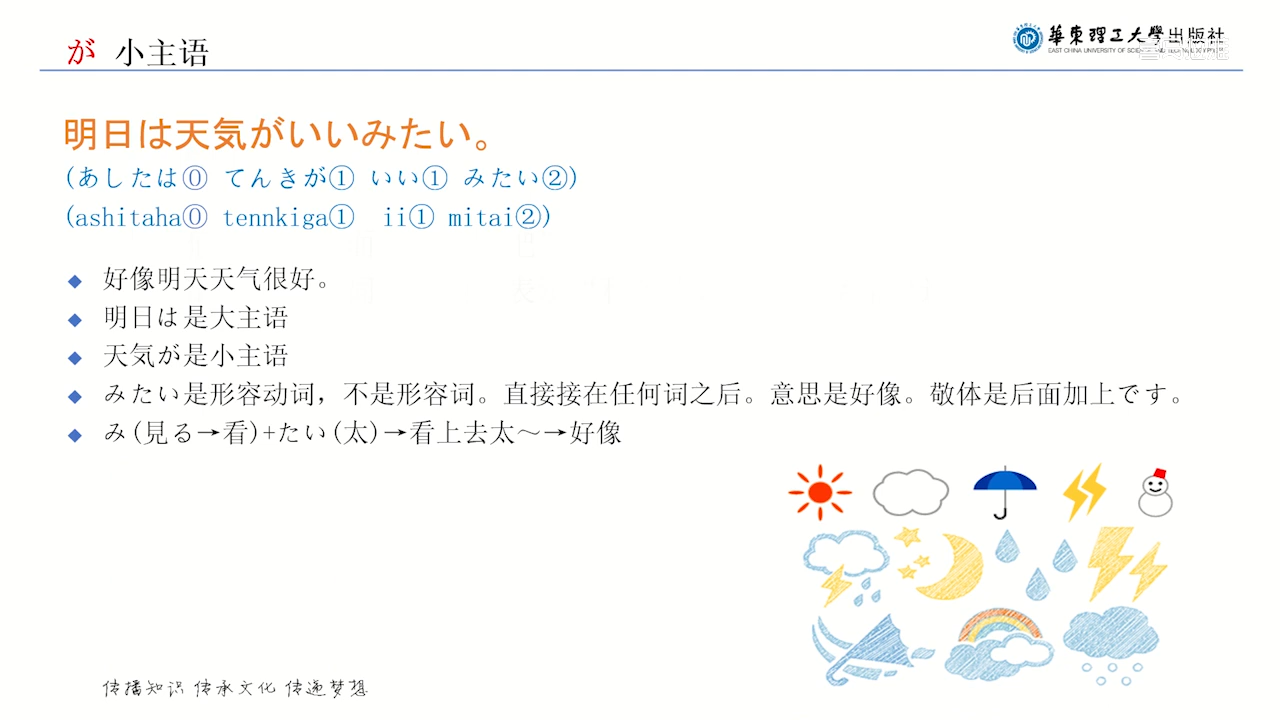 が 小主语
華東理工大學出版社
明日は天気がいいみたい。
(あしたは⓪ てんきが① いい① みたい②)
(ashitaha⓪ tennkiga① ii① mitai②)
好像明天天气很好。
明日は是大主语
天気が是小主语
みたい是形容动词，不是形容词。直接接在任何词之后。意思是好像。敬体是后面加上です。
み(見る→看)+たい(太)→看上去太～→好像
传播知识 传承文化 传递梦想